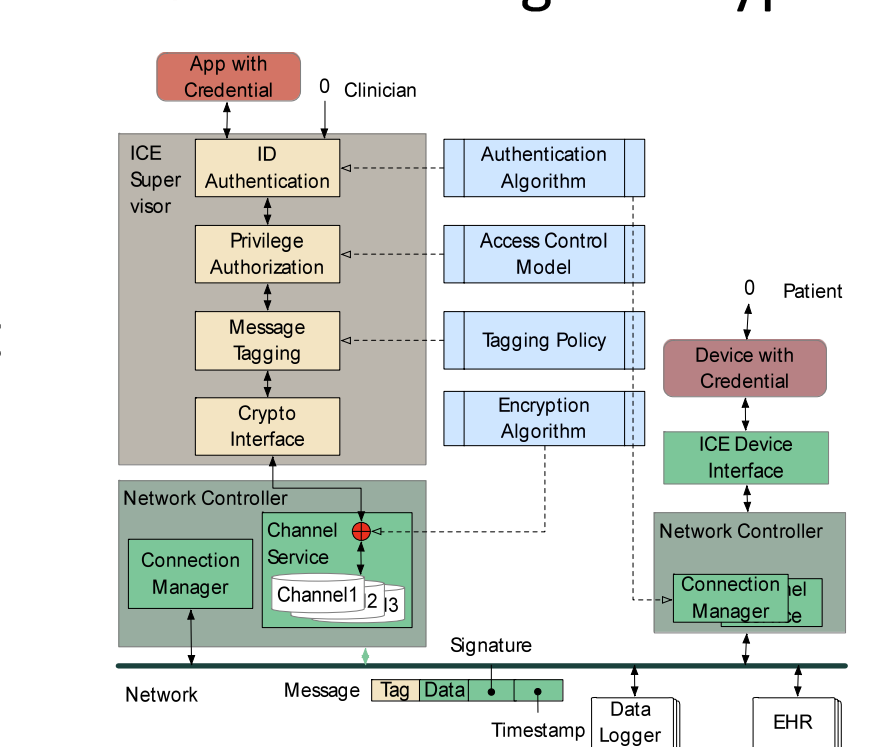 App with
Credential
0 Clinician
ICE
Super
visor
ID
Authentication
Authentication
Algorithm
Privilege
Authorization
Access Control
Model
Message
Tagging
Tagging Policy
Crypto
Interface
Encryption
Algorithm
0 Patient
Device with
Credential
ICE Device
Interface
Network Controller
Connection
Manager
Channel
Service
Channel1
2
3
Network Controller
Connection
Manager
Signature
Network
Message
Tag
Data
Timestamp
Data
Logger
EHR